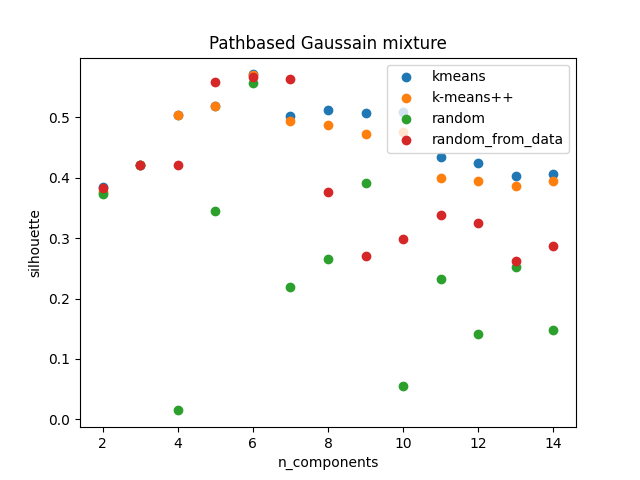 Pathbased Gaussain mixture
kmeans
k-means++
random
random_from_data
silhouette
0.5
0.4
0.3
0.2
0.1
0.0
2 4 6 8 10 12 14
n_components